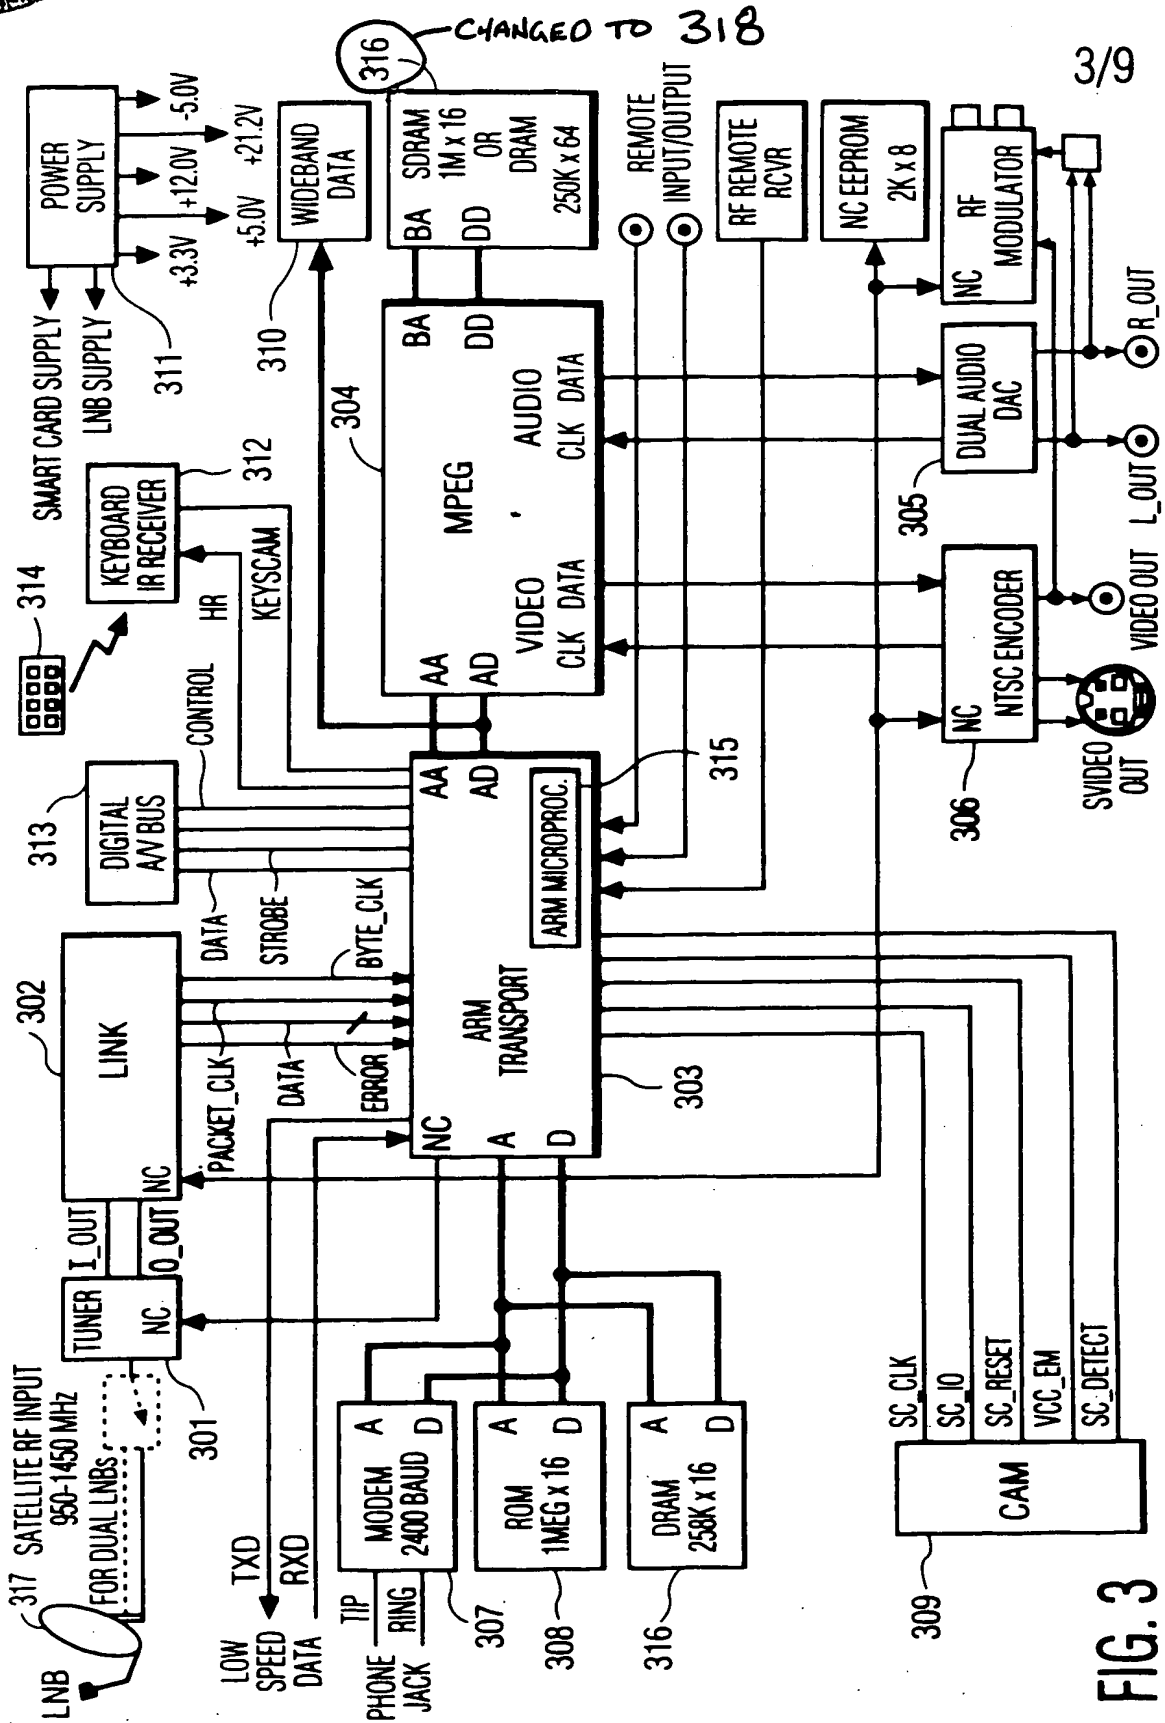 CHANGED TO 318
316
3/9
POWER
SUPPLY
-5.0V
+21.2V
+12.0V
+5.0V
+3.3V
SMART CARD SUPPLY
LNB SUPPLY
311
WIDEBAND
DATA
310
SDRAM
1M x 16
OR
DRAM
250K x 64
BA
DD
REMOTE
INPUT/OUTPUT
RF REMOTE
RCVR
NC EEPROM
2K x 8
RF
MODULATOR
NC
314
KEYBOARD
IR RECEIVER
312
HR
KEYSCAM
304
MPEG
BA
DD
AUDIO
CLK DATA
VIDEO
CLK DATA
AA
AD
DUAL AUDIO
DAC
305
R_OUT
L_OUT
NTSC ENCODER
NC
306
VIDEO OUT
SVIDEO
OUT
313
DIGITAL
A/V BUS
CONTROL
DATA
STROBE
302
LINK
NC
BYTE_CLK
PACKET_CLK
DATA
ERROR
AA
AD
ARM MICROPROC.
315
ARM
TRANSPORT
303
NC
A
D
I_OUT
O_OUT
TUNER
NC
301
317
SATELLITE RF INPUT
950-1450 MHz
FOR DUAL LNBs
LNB
TXD
RXD
LOW
SPEED
DATA
TIP
RING
PHONE
JACK
MODEM
2400 BAUD
A
D
307
ROM
1MEG x 16
A
D
308
DRAM
258K x 16
A
D
316
SC_CLK
SC_IO
SC_RESET
VCC_EM
SC_DETECT
CAM
309
FIG. 3